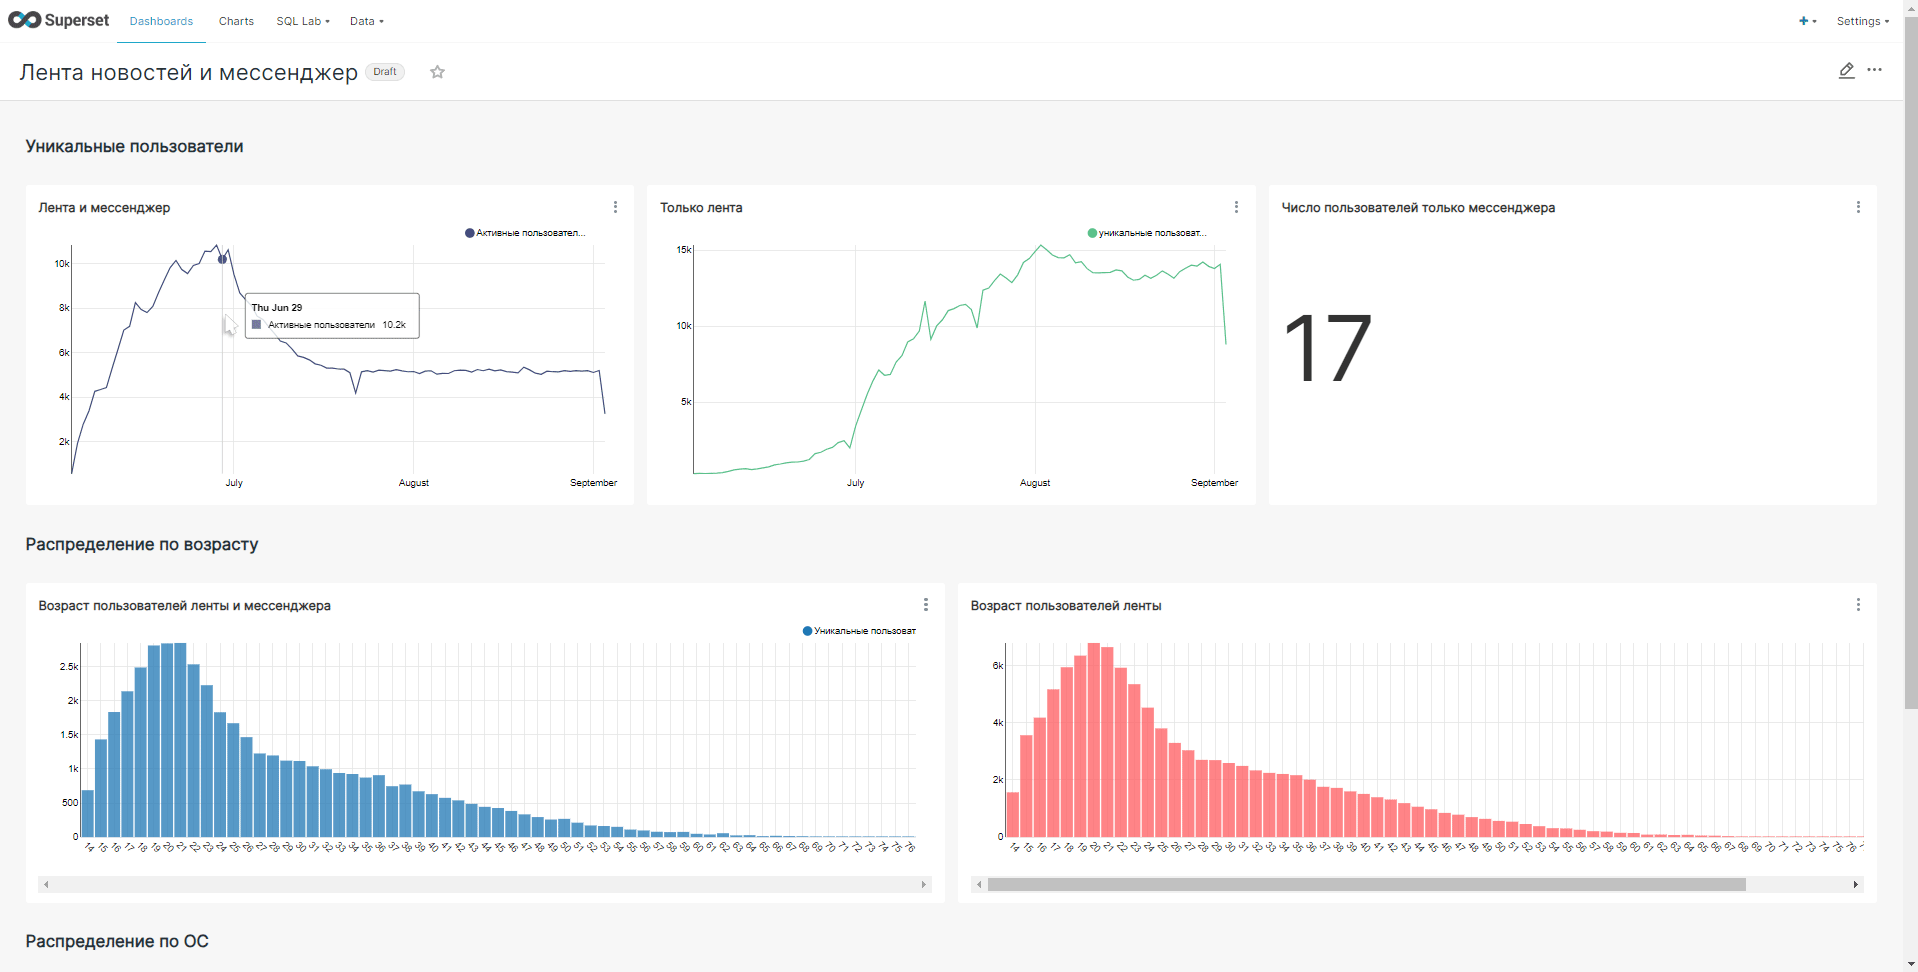 Superset Dashboards Charts SQL Lab Data Settings
Лента новостей и мессенджер Draft
Уникальные пользователи
Лента и мессенджер
Активные пользовател...
10k
8k
6k
4k
2k
Thu Jun 29
Активные пользователи 10.2k
July August September
Только лента
уникальные пользоват...
15k
10k
5k
July August September
Число пользователей только мессенджера
17
Распределение по возрасту
Возраст пользователей ленты и мессенджера
Уникальные пользоват
2.5k
2k
1.5k
1k
500
0
14 15 16 17 18 19 20 21 22 23 24 25 26 27 28 29 30 31 32 33 34 35 36 37 38 39 40 41 42 43 44 45 46 47 48 49 50 51 52 53 54 55 56 57 58 59 60 61 62 63 64 65 66 67 68 69 70 71 72 73 74 75 76
Возраст пользователей ленты
6k
4k
2k
0
14 15 16 17 18 19 20 21 22 23 24 25 26 27 28 29 30 31 32 33 34 35 36 37 38 39 40 41 42 43 44 45 46 47 48 49 50 51 52 53 54 55 56 57 58 59 60 61 62 63 64 65 66 67 68 69 70 71 72 73 74 75 76
Распределение по ОС